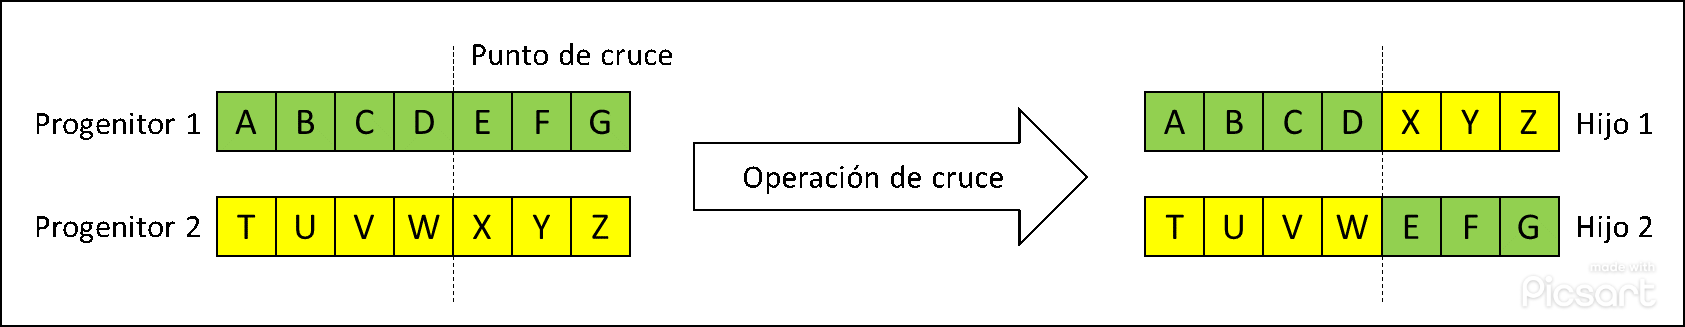 Punto de cruce
Progenitor 1 A B C D E F G
Operación de cruce
A B C D X Y Z Hijo 1
Progenitor 2 T U V W X Y Z
T U V W E F G Hijo 2
made with
Picsart